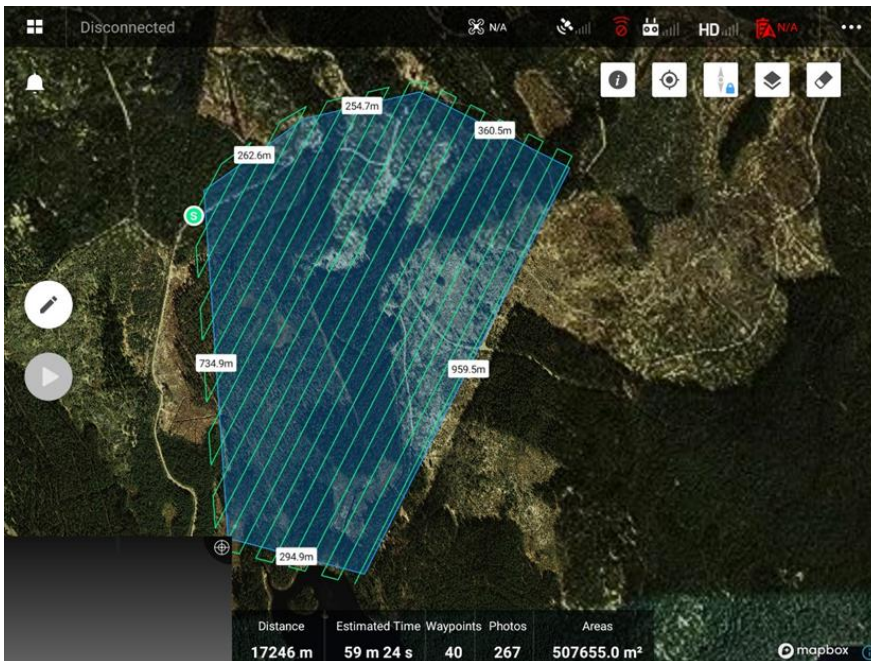 Disconnected N/A HD N/A
254.7m
360.5m
262.6m
S
734.9m
959.5m
294.9m
Distance Estimated Time Waypoints Photos Areas
17246 m 59 m 24 s 40 267 507655.0 m²
mapbox